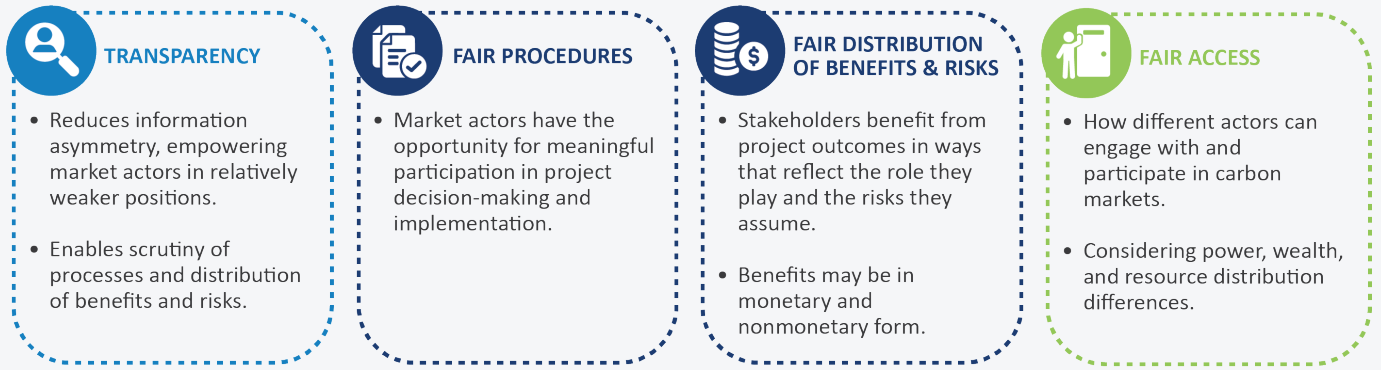 TRANSPARENCY
• Reduces information
asymmetry, empowering
market actors in relatively
weaker positions.
• Enables scrutiny of
processes and distribution
of benefits and risks.
FAIR PROCEDURES
• Market actors have the
opportunity for meaningful
participation in project
decision-making and
implementation.
FAIR DISTRIBUTION
OF BENEFITS & RISKS
$
• Stakeholders benefit from
project outcomes in ways
that reflect the role they
play and the risks they
assume.
• Benefits may be in
monetary and
nonmonetary form.
FAIR ACCESS
• How different actors can
engage with and
participate in carbon
markets.
• Considering power, wealth,
and resource distribution
differences.